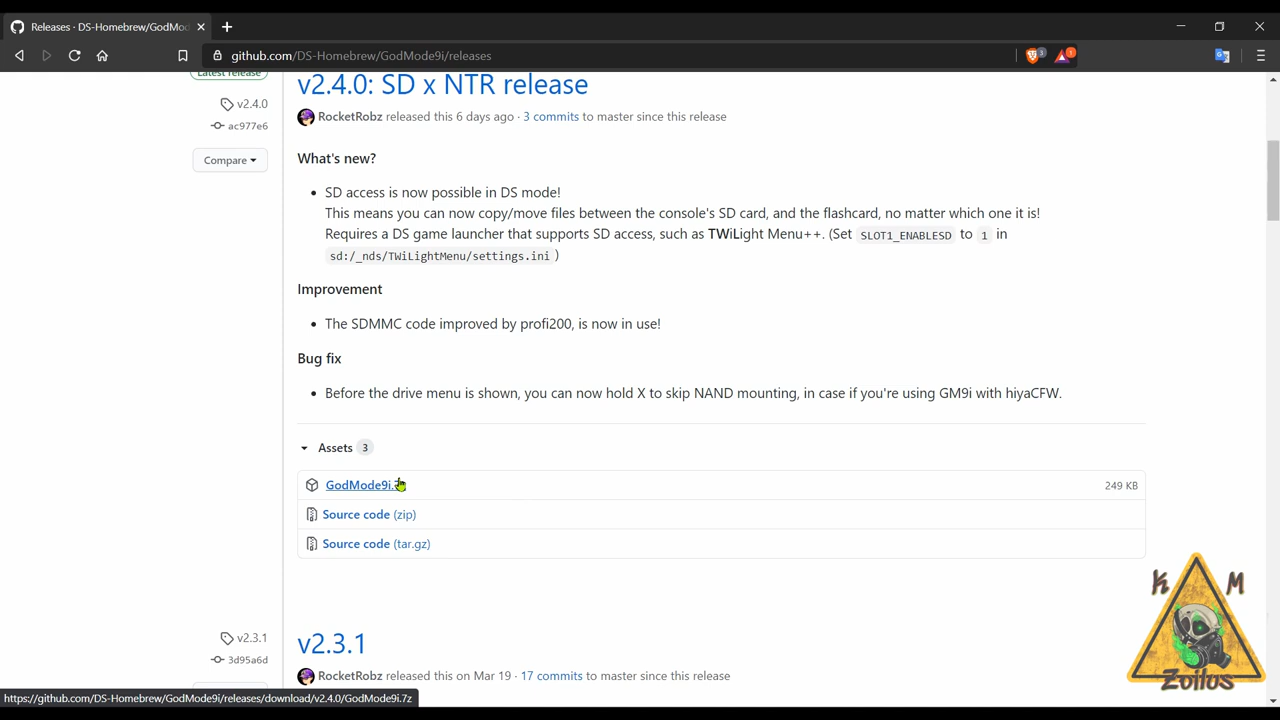 Releases · DS-Homebrew/GodMod
github.com/DS-Homebrew/GodMode9i/releases
3
1
Latest release
v2.4.0: SD x NTR release
v2.4.0
RocketRobz released this 6 days ago · 3 commits to master since this release
ac977e6
Compare
What's new?
• SD access is now possible in DS mode!
This means you can now copy/move files between the console's SD card, and the flashcard, no matter which one it is!
Requires a DS game launcher that supports SD access, such as TWiLight Menu++. (Set SLOT1_ENABLESD to 1 in
sd:/_nds/TWiLightMenu/settings.ini )
Improvement
• The SDMMC code improved by profi200, is now in use!
Bug fix
• Before the drive menu is shown, you can now hold X to skip NAND mounting, in case if you're using GM9i with hiyaCFW.
Assets 3
GodMode9i. 249 KB
Source code (zip)
Source code (tar.gz)
K M
Zoilus
v2.3.1
v2.3.1
3d95a6d
RocketRobz released this on Mar 19 · 17 commits to master since this release
https://github.com/DS-Homebrew/GodMode9i/releases/download/v2.4.0/GodMode9i.7z